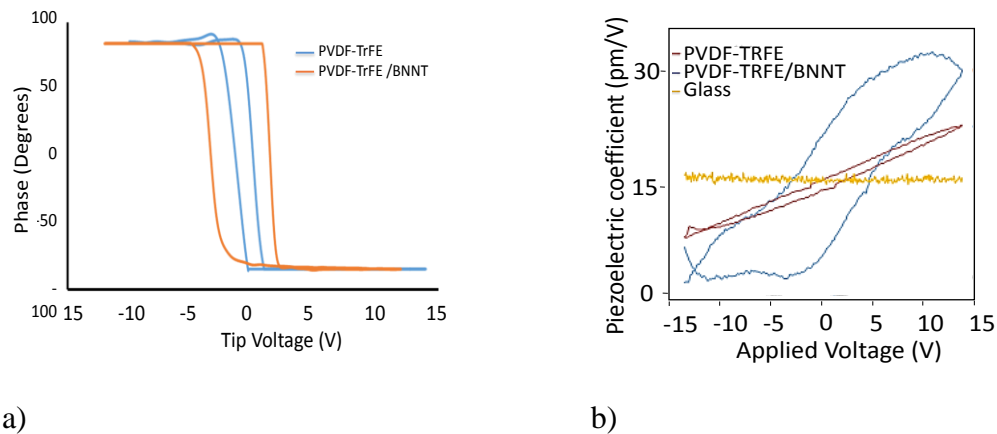 100
50
0
-50
-
100
15
-10
-5
0
5
10
15
Phase (Degrees)
Tip Voltage (V)
PVDF-TrFE
PVDF-TrFE /BNNT
a)
Piezoelectric coefficient (pm/V)
30
15
0
PVDF-TRFE
PVDF-TRFE/BNNT
Glass
-15
-10
-5
0
5
10
15
Applied Voltage (V)
b)